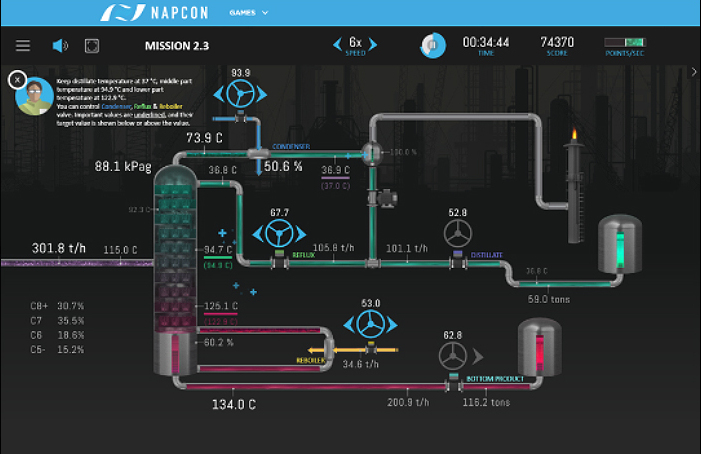 NAPCON
GAMES
MISSION 2.3
6x
SPEED
00:34:44
TIME
74370
SCORE
POINTS/SEC
X
Keep distillate temperature at 37 °C, middle part
temperature at 94.9 °C and lower part
temperature at 122.9 °C.
You can control Condenser, Reflux & Reboiler
valve. Important values are underlined, and their
target value is shown below or above the value.
93.9
73.9 C
CONDENSER
100.0 %
88.1 kPag
36.8 C
50.6 %
36.9 C
(37.0 C)
92.3 C
67.7
52.8
301.8 t/h
115.0 C
94.7 C
(94.9 C)
REFLUX
105.8 t/h
101.1 t/h
DISTILLATE
36.8 C
59.0 tons
C8+ 30.7%
C7 35.5%
C6 18.6%
C5- 15.2%
125.1 C
(122.9 C)
53.0
60.2 %
REBOILER
34.6 t/h
62.8
BOTTOM PRODUCT
134.0 C
200.9 t/h
116.2 tons